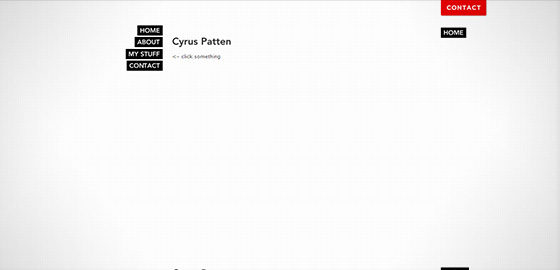 CONTACT
HOME
HOME
ABOUT
MY STUFF
CONTACT
Cyrus Patten
<- click something